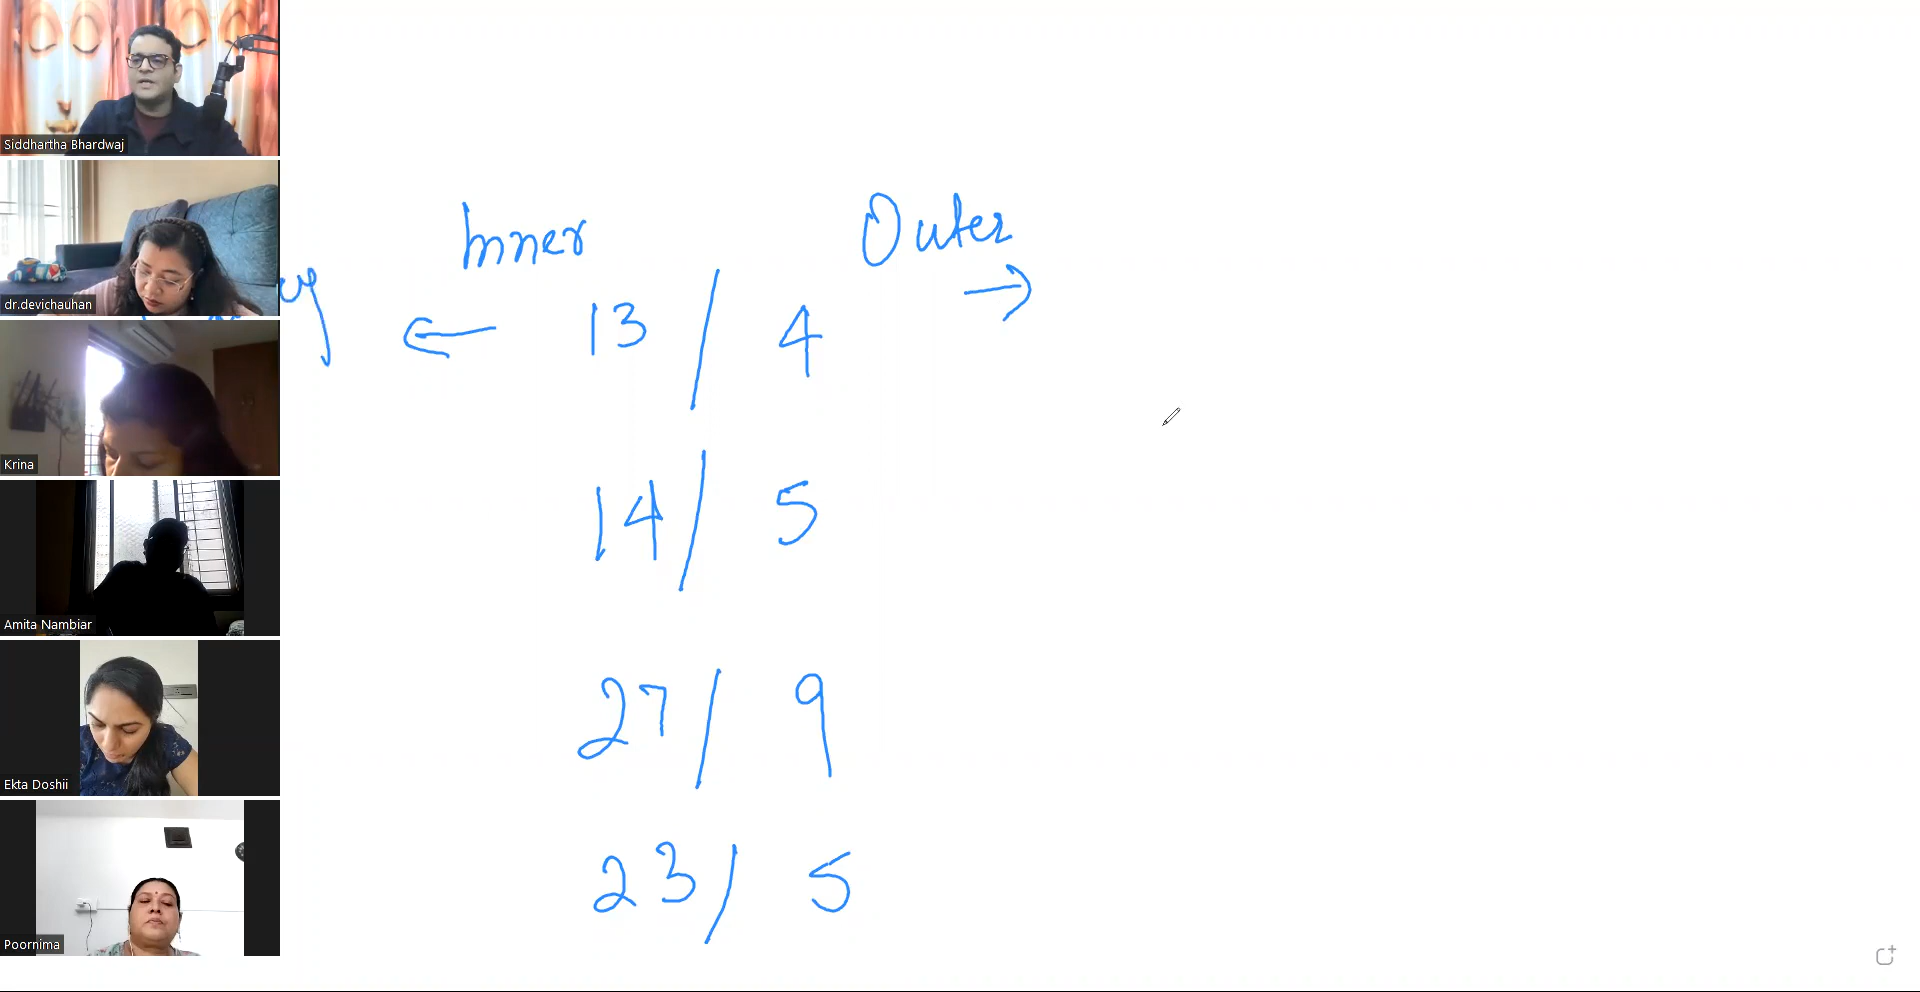 Siddhartha Bhardwaj
dr.devichauhan
Krina
Amita Nambiar
Ekta Doshii
Poornima
Inner Outer
← 13 / 4 →
14 / 5
27 / 9
23 / 5